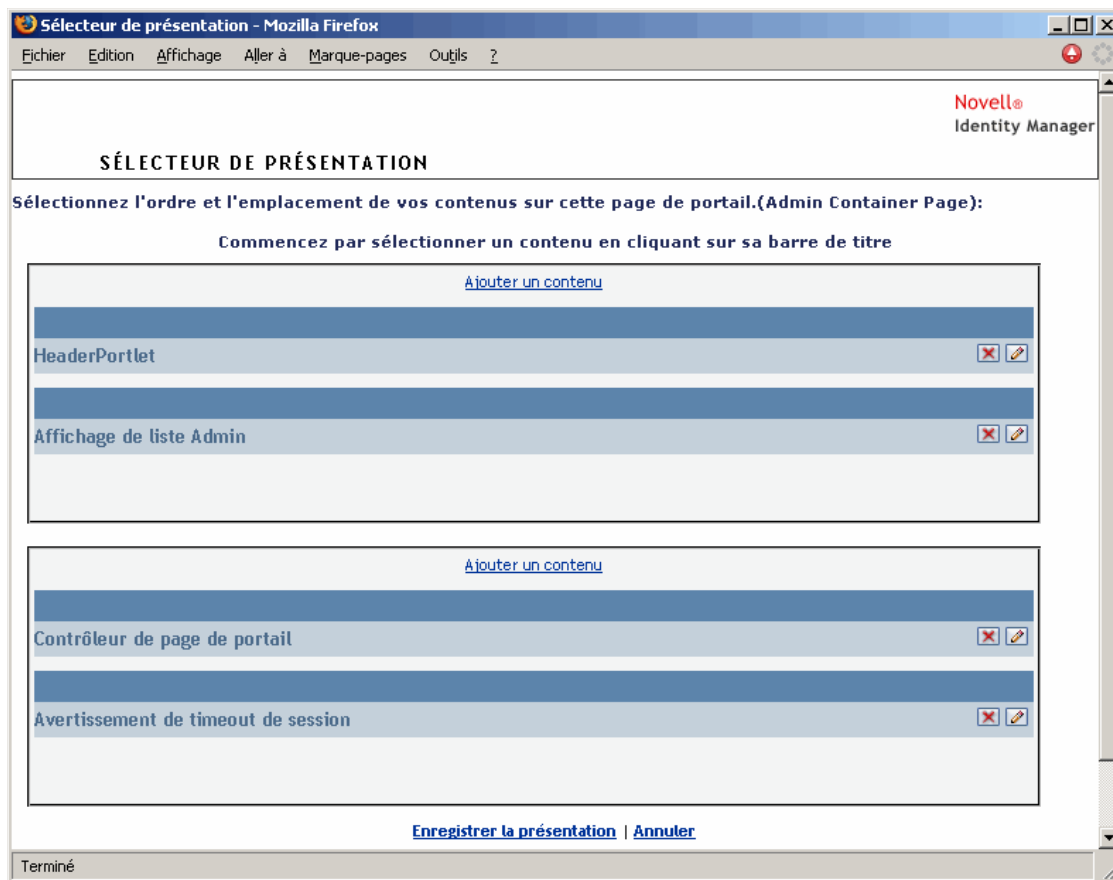 Sélecteur de présentation - Mozilla Firefox
Fichier Edition Affichage Aller à Marque-pages Outils ?
Novell®
Identity Manager
SÉLECTEUR DE PRÉSENTATION
Sélectionnez l'ordre et l'emplacement de vos contenus sur cette page de portail.(Admin Container Page):
Commencez par sélectionner un contenu en cliquant sur sa barre de titre
Ajouter un contenu
HeaderPortlet
Affichage de liste Admin
Ajouter un contenu
Contrôleur de page de portail
Avertissement de timeout de session
Enregistrer la présentation | Annuler
Terminé